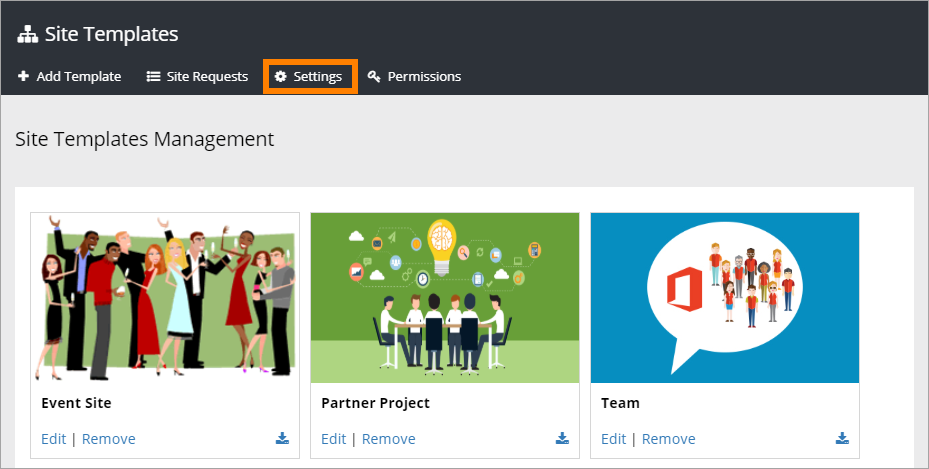 Site Templates
Add Template Site Requests Settings Permissions
Site Templates Management
Event Site
Edit | Remove
Partner Project
Edit | Remove
Team
Edit | Remove